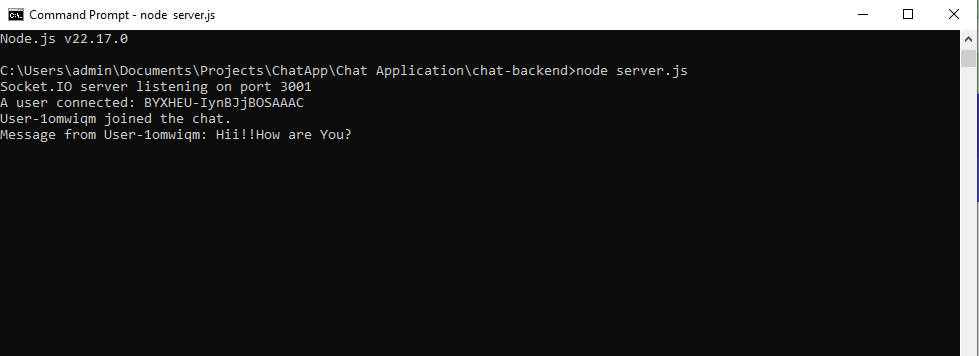 Command Prompt - node server.js
Node.js v22.17.0
C:\Users\admin\Documents\Projects\ChatApp\Chat Application\chat-backend>node server.js
Socket.IO server listening on port 3001
A user connected: BYXHEU-IynBJjBOSAAAC
User-1omwiqm joined the chat.
Message from User-1omwiqm: Hii!!How are You?